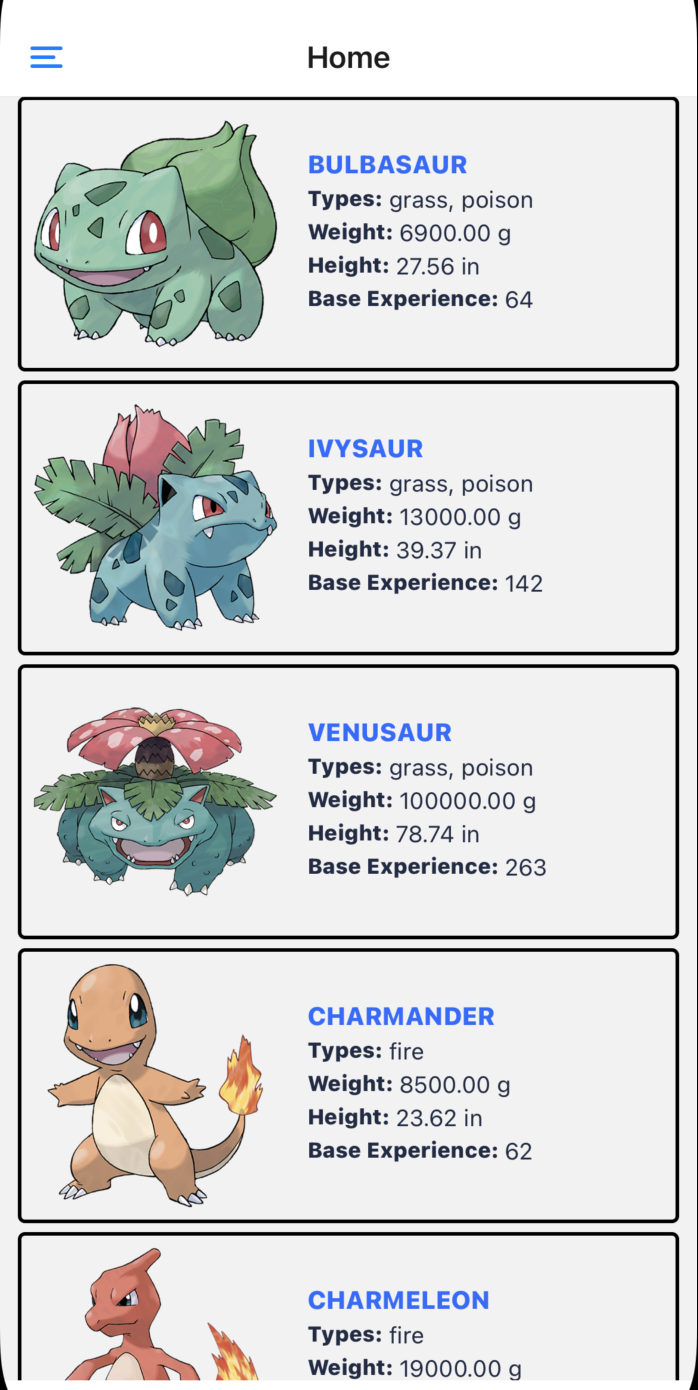 Home
BULBASAUR
Types: grass, poison
Weight: 6900.00 g
Height: 27.56 in
Base Experience: 64
IVYSAUR
Types: grass, poison
Weight: 13000.00 g
Height: 39.37 in
Base Experience: 142
VENUSAUR
Types: grass, poison
Weight: 100000.00 g
Height: 78.74 in
Base Experience: 263
CHARMANDER
Types: fire
Weight: 8500.00 g
Height: 23.62 in
Base Experience: 62
CHARMELEON
Types: fire
Weight: 19000.00 g